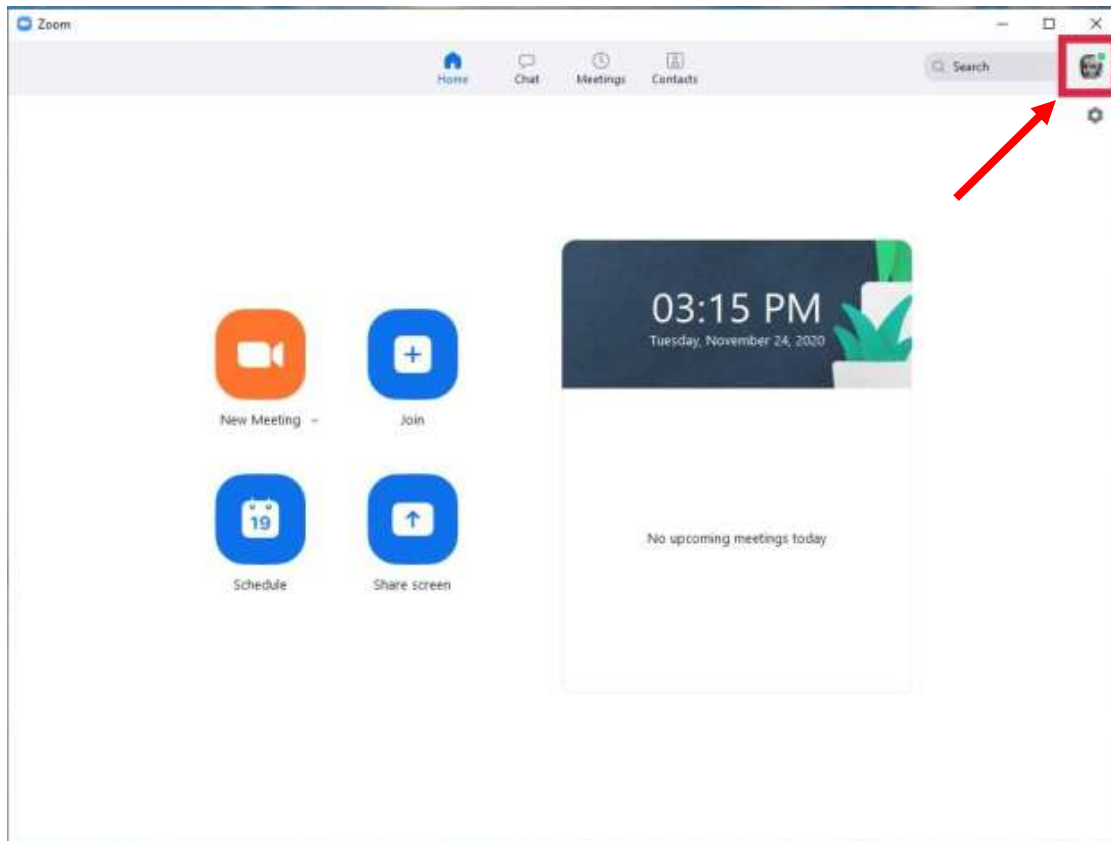 Zoom
Home
Chat
Meetings
Contacts
Search
03:15 PM
Tuesday, November 24, 2020
New Meeting
Join
19
Schedule
Share screen
No upcoming meetings today